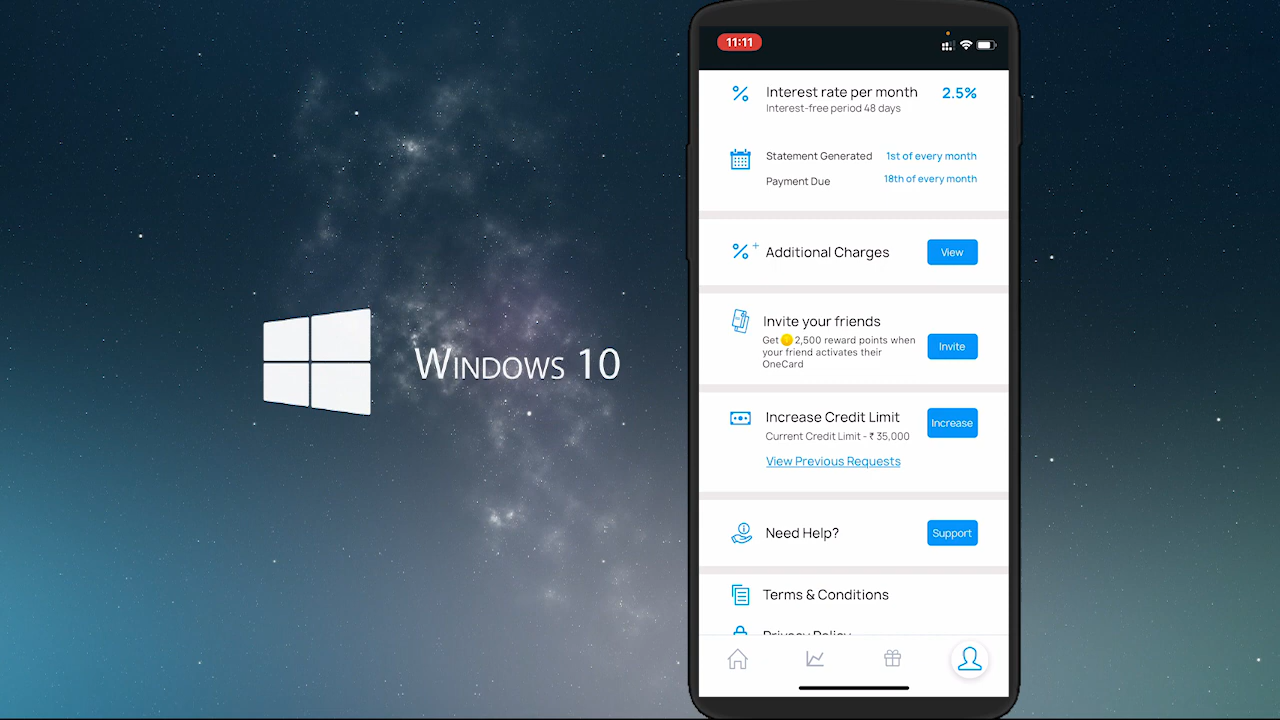 WINDOWS 10
11:11
Interest rate per month 2.5%
Interest-free period 48 days
Statement Generated 1st of every month
Payment Due 18th of every month
Additional Charges View
Invite your friends
Get 2,500 reward points when
your friend activates their
OneCard
Invite
Increase Credit Limit
Increase
Current Credit Limit - ₹ 35,000
View Previous Requests
Need Help? Support
Terms & Conditions
Privacy Policy